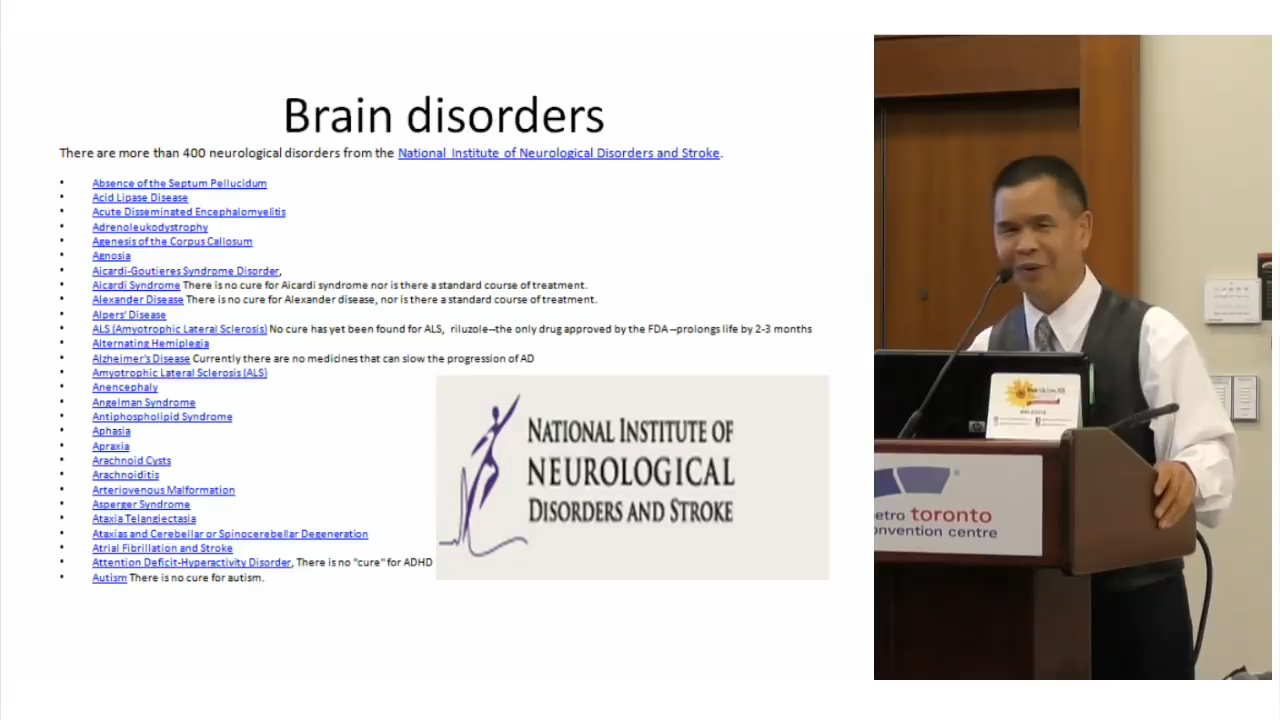 Brain disorders
There are more than 400 neurological disorders from the National Institute of Neurological Disorders and Stroke.
• Absence of the Septum Pellucidum
• Acid Lipase Disease
• Acute Disseminated Encephalomyelitis
• Adrenoleukodystrophy
• Agenesis of the Corpus Callosum
• Agnosia
• Aicardi-Goutieres Syndrome Disorder,
• Aicardi Syndrome There is no cure for Aicardi syndrome nor is there a standard course of treatment.
• Alexander Disease There is no cure for Alexander disease, nor is there a standard course of treatment.
• Alpers' Disease
• ALS (Amyotrophic Lateral Sclerosis) No cure has yet been found for ALS, riluzole--the only drug approved by the FDA--prolongs life by 2-3 months
• Alternating Hemiplegia
• Alzheimer's Disease Currently there are no medicines that can slow the progression of AD
• Amyotrophic Lateral Sclerosis (ALS)
• Anencephaly
• Angelman Syndrome
• Antiphospholipid Syndrome
• Aphasia
• Apraxia
• Arachnoid Cysts
• Arachnoiditis
• Arteriovenous Malformation
• Asperger Syndrome
• Ataxia Telangiectasia
• Ataxias and Cerebellar or Spinocerebellar Degeneration
• Atrial Fibrillation and Stroke
• Attention Deficit-Hyperactivity Disorder, There is no "cure" for ADHD
• Autism There is no cure for autism.
NATIONAL INSTITUTE OF
NEUROLOGICAL
DISORDERS AND STROKE
hp
etro toronto
onvention centre